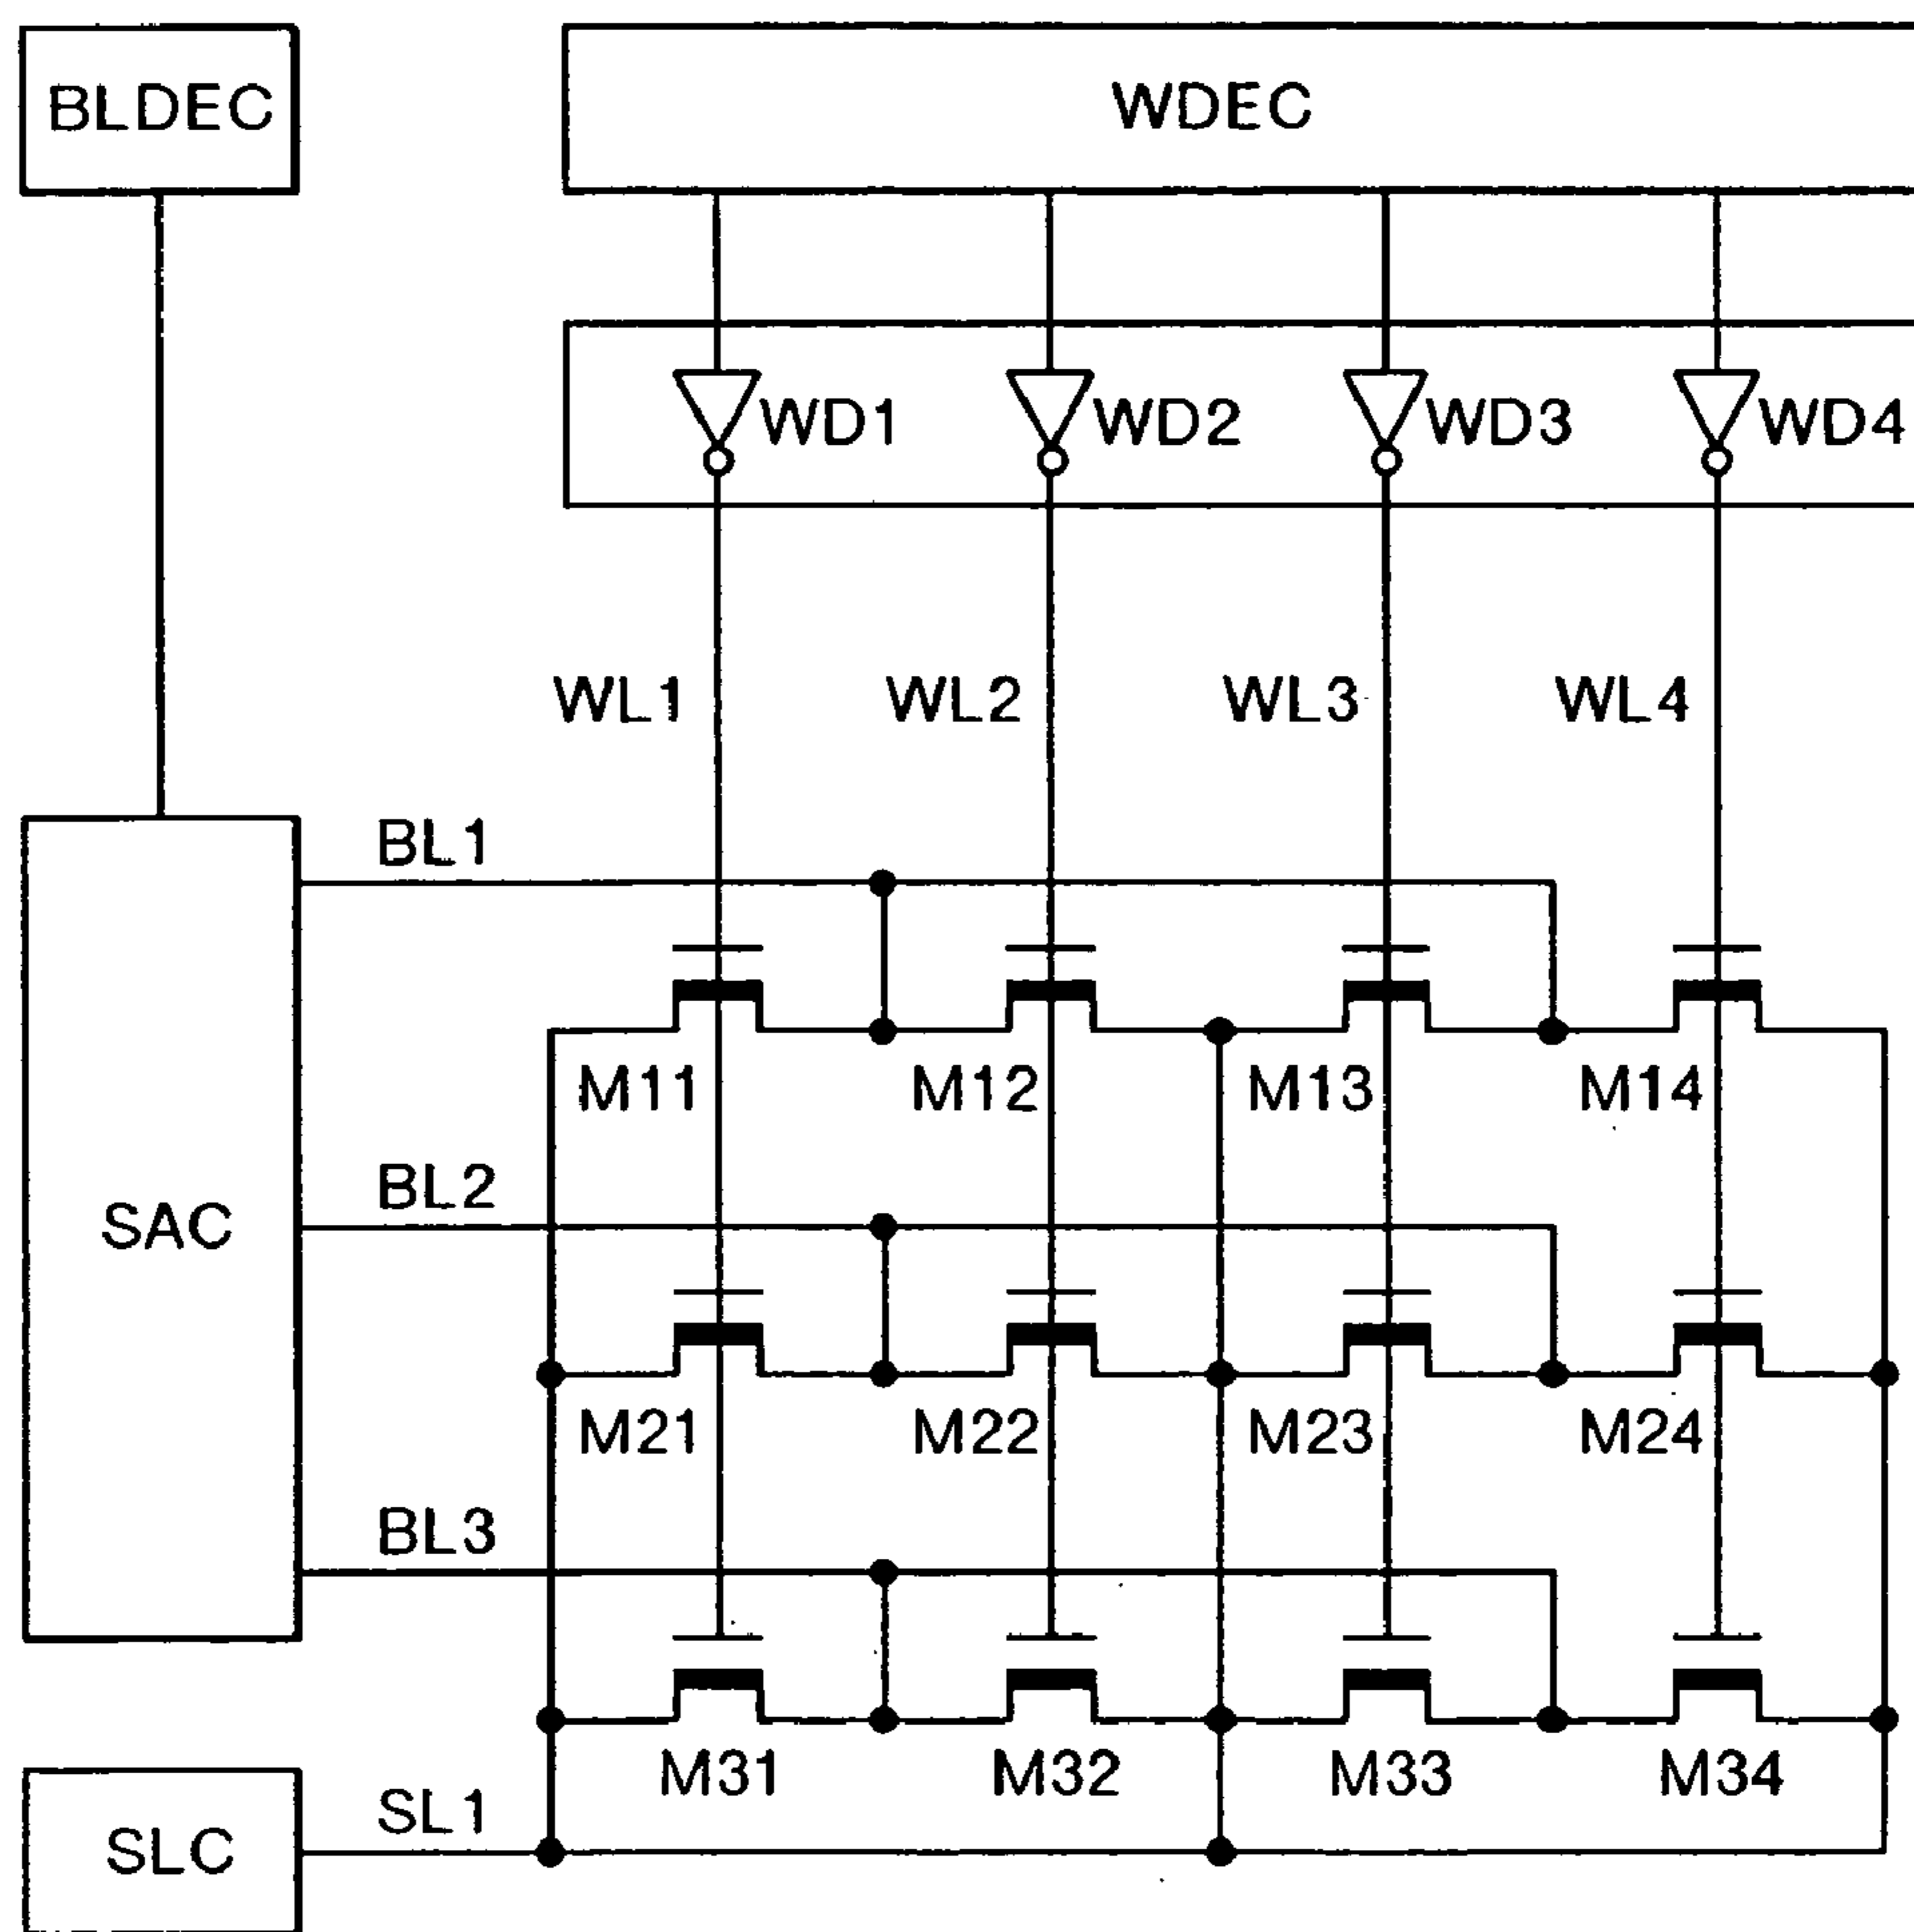 BLDEC WDEC
WD1 WD2 WD3 WD4
WL1 WL2 WL3 WL4
BL1
M11 M12 M13 M14
BL2
SAC
M21 M22 M23 M24
BL3
M31 M32 M33 M34
SL1
SLC